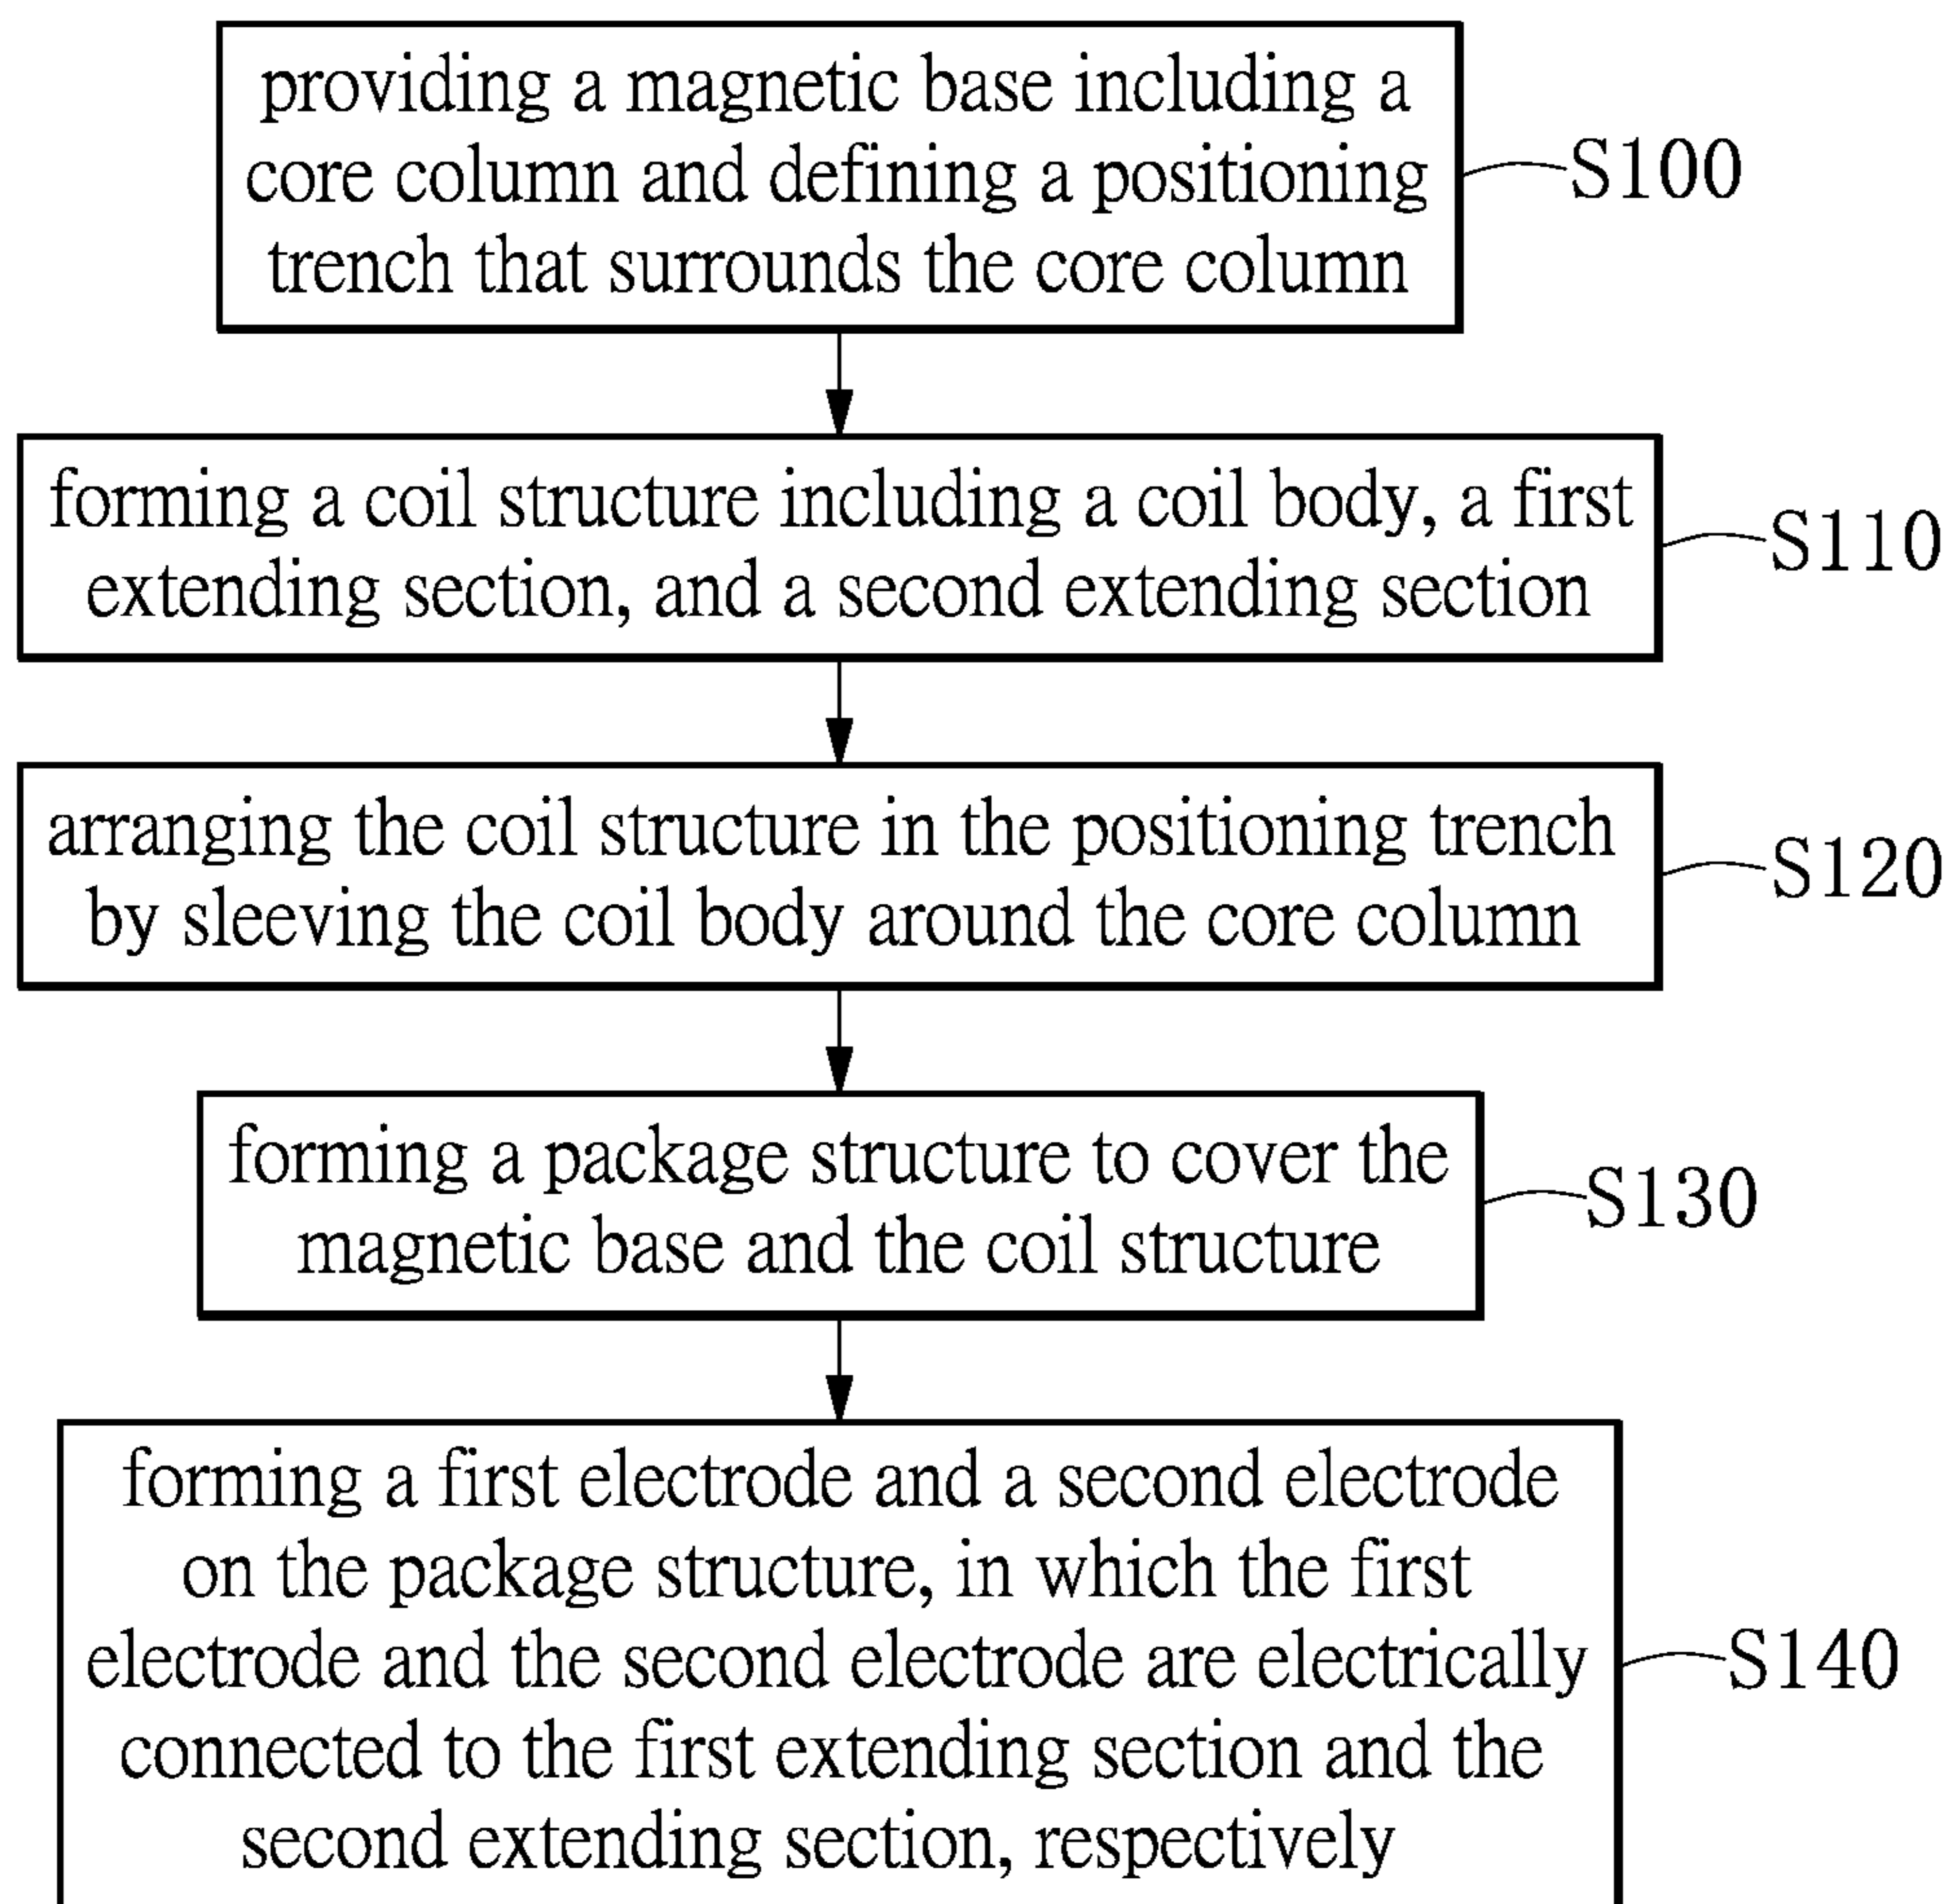 providing a magnetic base including a
core column and defining a positioning
trench that surrounds the core column
S100
forming a coil structure including a coil body, a first
extending section, and a second extending section
S110
arranging the coil structure in the positioning trench
by sleeving the coil body around the core column
S120
forming a package structure to cover the
magnetic base and the coil structure
S130
forming a first electrode and a second electrode
on the package structure, in which the first
electrode and the second electrode are electrically
connected to the first extending section and the
second extending section, respectively
S140